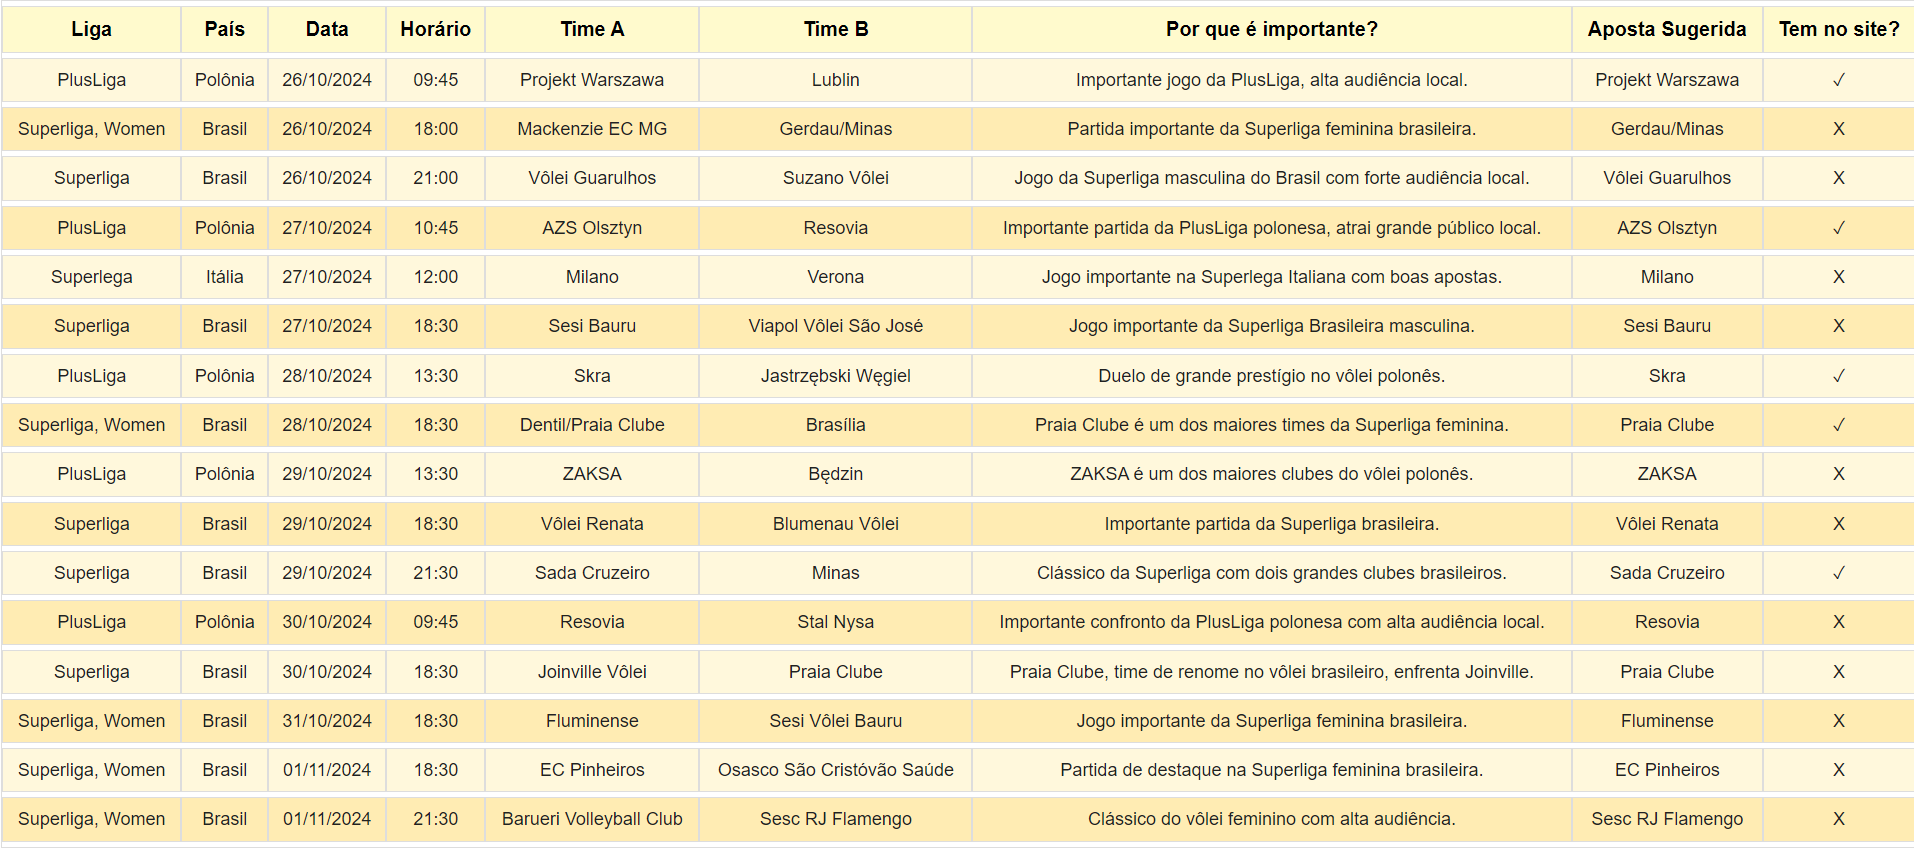 Liga País Data Horário Time A Time B Por que é importante? Aposta Sugerida Tem no site?
PlusLiga Polônia 26/10/2024 09:45 Projekt Warszawa Lublin Importante jogo da PlusLiga, alta audiência local. Projekt Warszawa ✓
Superliga, Women Brasil 26/10/2024 18:00 Mackenzie EC MG Gerdau/Minas Partida importante da Superliga feminina brasileira. Gerdau/Minas X
Superliga Brasil 26/10/2024 21:00 Vôlei Guarulhos Suzano Vôlei Jogo da Superliga masculina do Brasil com forte audiência local. Vôlei Guarulhos X
PlusLiga Polônia 27/10/2024 10:45 AZS Olsztyn Resovia Importante partida da PlusLiga polonesa, atrai grande público local. AZS Olsztyn ✓
Superlega Itália 27/10/2024 12:00 Milano Verona Jogo importante na Superlega Italiana com boas apostas. Milano X
Superliga Brasil 27/10/2024 18:30 Sesi Bauru Viapol Vôlei São José Jogo importante da Superliga Brasileira masculina. Sesi Bauru X
PlusLiga Polônia 28/10/2024 13:30 Skra Jastrzębski Węgiel Duelo de grande prestígio no vôlei polonês. Skra ✓
Superliga, Women Brasil 28/10/2024 18:30 Dentil/Praia Clube Brasília Praia Clube é um dos maiores times da Superliga feminina. Praia Clube ✓
PlusLiga Polônia 29/10/2024 13:30 ZAKSA Będzin ZAKSA é um dos maiores clubes do vôlei polonês. ZAKSA X
Superliga Brasil 29/10/2024 18:30 Vôlei Renata Blumenau Vôlei Importante partida da Superliga brasileira. Vôlei Renata X
Superliga Brasil 29/10/2024 21:30 Sada Cruzeiro Minas Clássico da Superliga com dois grandes clubes brasileiros. Sada Cruzeiro ✓
PlusLiga Polônia 30/10/2024 09:45 Resovia Stal Nysa Importante confronto da PlusLiga polonesa com alta audiência local. Resovia X
Superliga Brasil 30/10/2024 18:30 Joinville Vôlei Praia Clube Praia Clube, time de renome no vôlei brasileiro, enfrenta Joinville. Praia Clube X
Superliga, Women Brasil 31/10/2024 18:30 Fluminense Sesi Vôlei Bauru Jogo importante da Superliga feminina brasileira. Fluminense X
Superliga, Women Brasil 01/11/2024 18:30 EC Pinheiros Osasco São Cristóvão Saúde Partida de destaque na Superliga feminina brasileira. EC Pinheiros X
Superliga, Women Brasil 01/11/2024 21:30 Barueri Volleyball Club Sesc RJ Flamengo Clássico do vôlei feminino com alta audiência. Sesc RJ Flamengo X